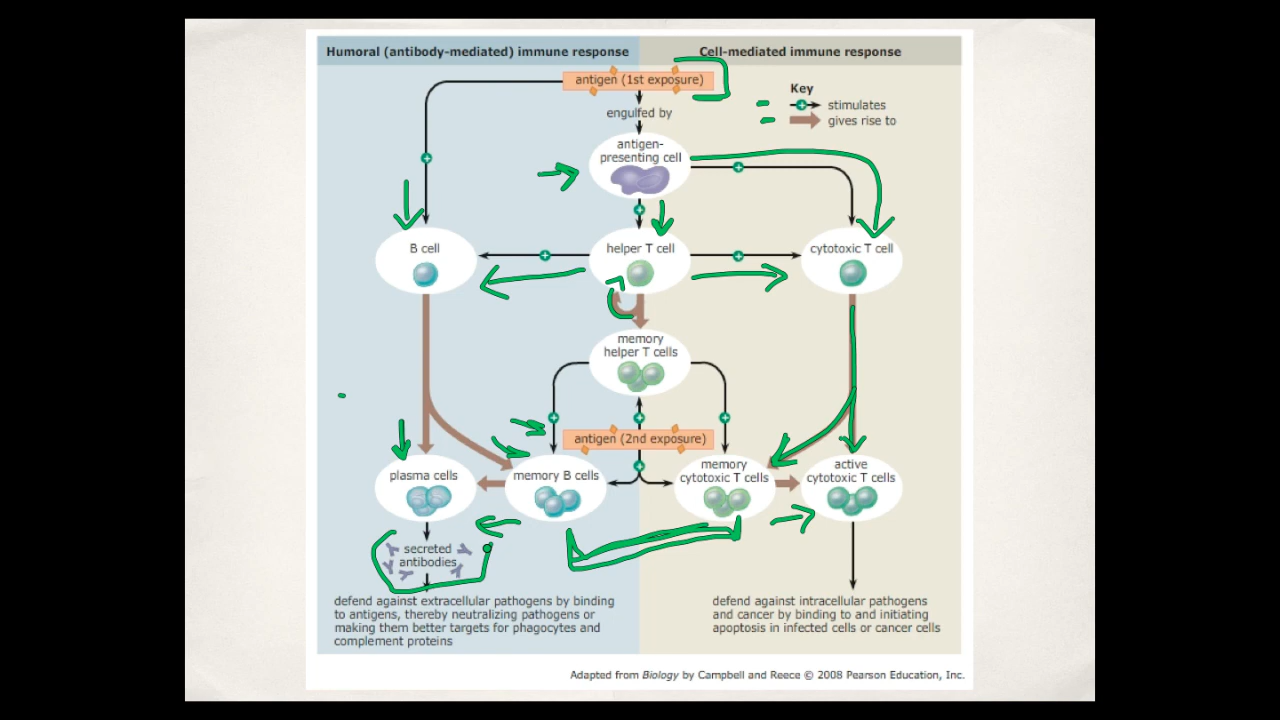 Humoral (antibody-mediated) immune response
Cell-mediated immune response
antigen (1st exposure)
Key
stimulates
gives rise to
engulfed by
antigen-
presenting cell
B cell
helper T cell
cytotoxic T cell
memory
helper T cells
antigen (2nd exposure)
plasma cells
memory B cells
memory
cytotoxic T cells
active
cytotoxic T cells
secreted
antibodies
defend against extracellular pathogens by binding
to antigens, thereby neutralizing pathogens or
making them better targets for phagocytes and
complement proteins
defend against intracellular pathogens
and cancer by binding to and initiating
apoptosis in infected cells or cancer cells
Adapted from Biology by Campbell and Reece © 2008 Pearson Education, Inc.